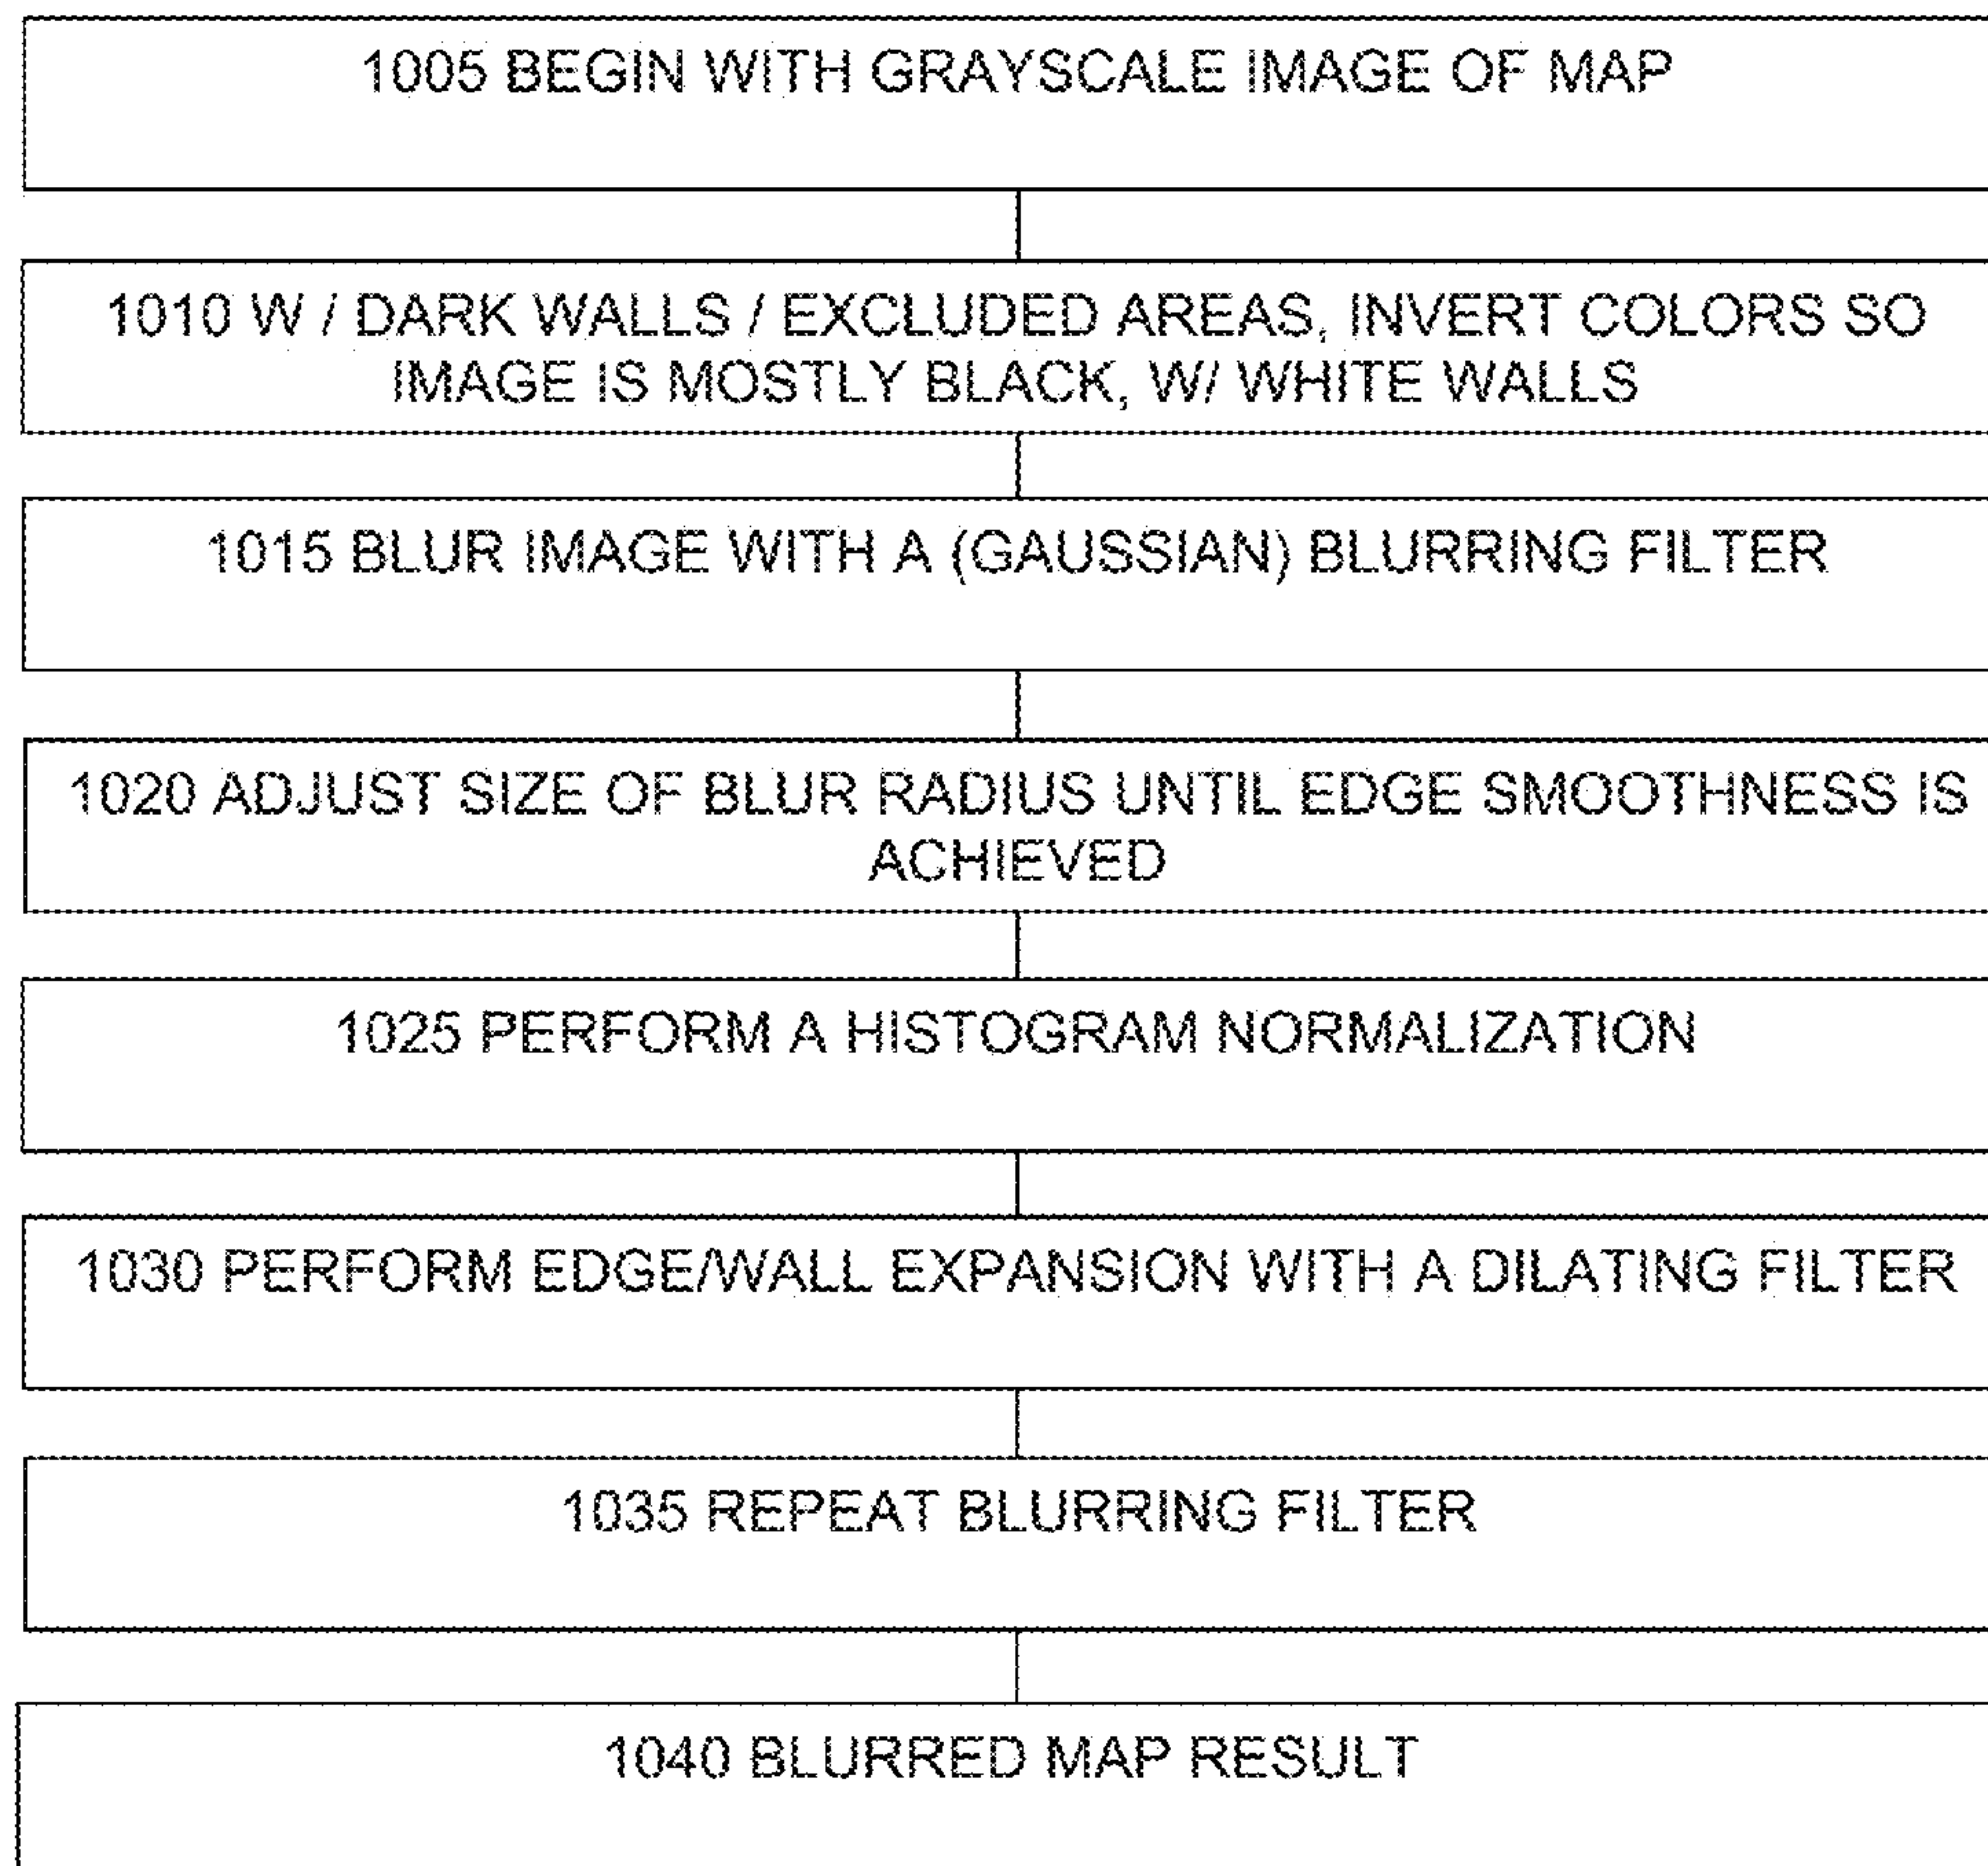 1005 BEGIN WITH GRAYSCALE IMAGE OF MAP
1010 W / DARK WALLS / EXCLUDED AREAS, INVERT COLORS SO
IMAGE IS MOSTLY BLACK, W/ WHITE WALLS
1015 BLUR IMAGE WITH A (GAUSSIAN) BLURRING FILTER
1020 ADJUST SIZE OF BLUR RADIUS UNTIL EDGE SMOOTHNESS IS
ACHIEVED
1025 PERFORM A HISTOGRAM NORMALIZATION
1030 PERFORM EDGE/WALL EXPANSION WITH A DILATING FILTER
1035 REPEAT BLURRING FILTER
1040 BLURRED MAP RESULT